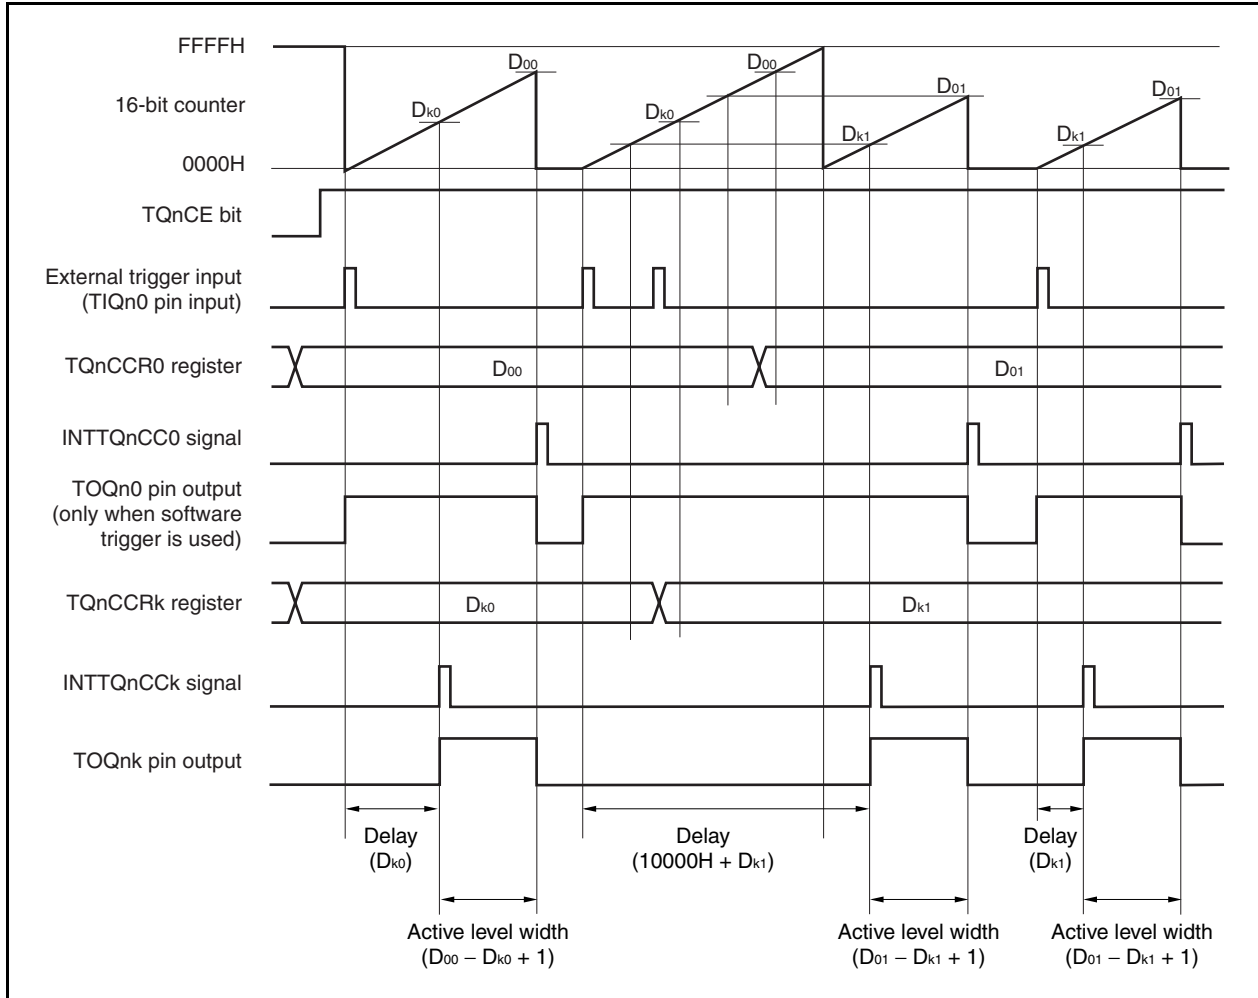 FFFFH
16-bit counter
0000H
D00
Dk0
D00
Dk0
D01
Dk1
D01
Dk1
TQnCE bit
External trigger input
(TIQn0 pin input)
TQnCCR0 register
D00
D01
INTTQnCC0 signal
TOQn0 pin output
(only when software
trigger is used)
TQnCCRk register
Dk0
Dk1
INTTQnCCk signal
TOQnk pin output
Delay
(Dk0)
Delay
(10000H + Dk1)
Delay
(Dk1)
Active level width
(D00 − Dk0 + 1)
Active level width
(D01 − Dk1 + 1)
Active level width
(D01 − Dk1 + 1)